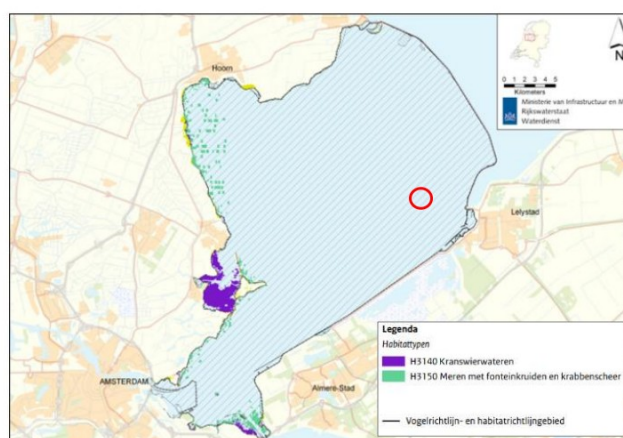 Hoorn
N
0 1 2 3 4 5
Kilometers
Ministerie van Infrastructuur en M
Rijkswaterstaat
Waterdienst
Lelystad
AMSTERDAM
Almere-Stad
Legenda
Habitattypen
H3140 Kranswierwateren
H3150 Meren met fonteinkruiden en krabbenscheer
Vogelrichtlijn- en habitatrichtlijngebied